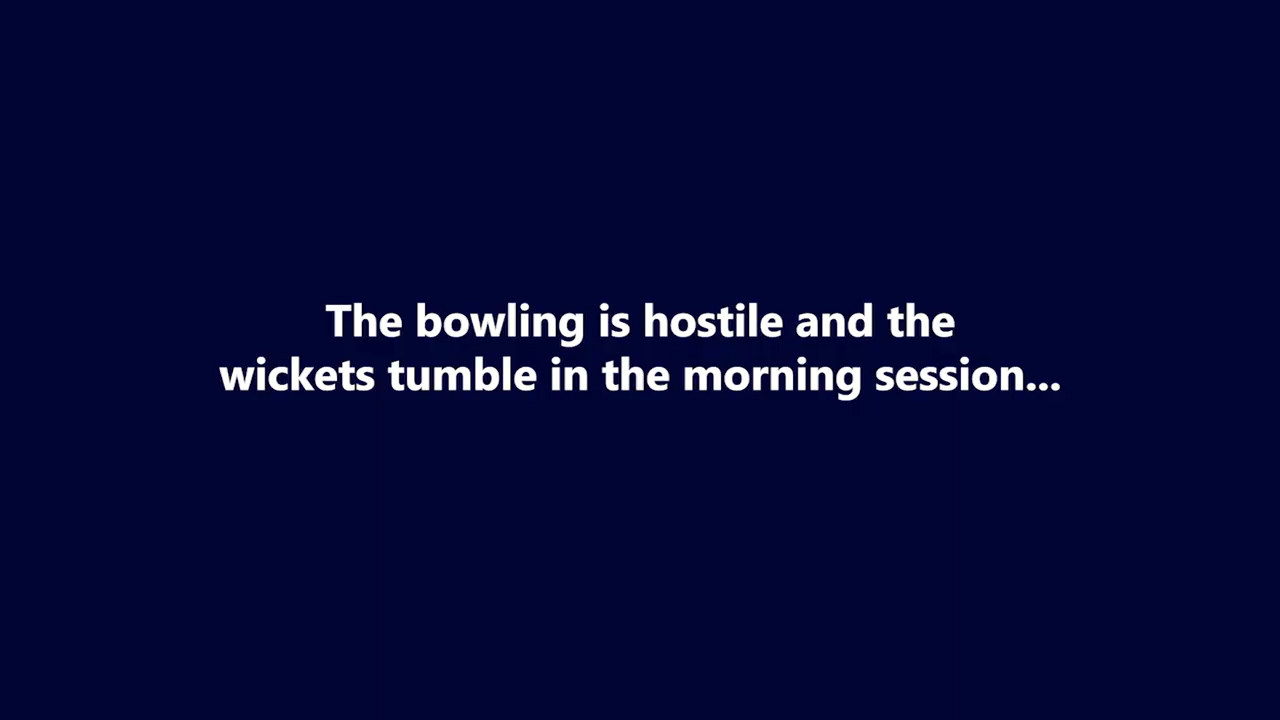 The bowling is hostile and the
wickets tumble in the morning session...